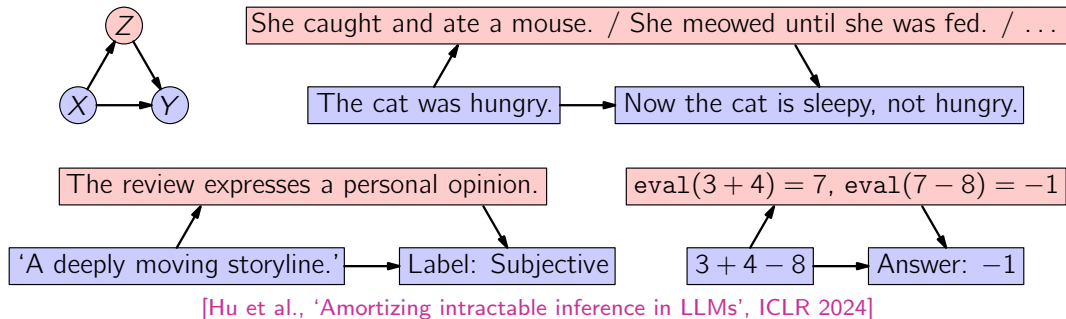 Z
X
Y
She caught and ate a mouse. / She meowed until she was fed. / ...
The cat was hungry.
Now the cat is sleepy, not hungry.
The review expresses a personal opinion.
‘A deeply moving storyline.’
Label: Subjective
eval(3 + 4) = 7, eval(7 − 8) = −1
3 + 4 − 8
Answer: −1
[Hu et al., ‘Amortizing intractable inference in LLMs’, ICLR 2024]